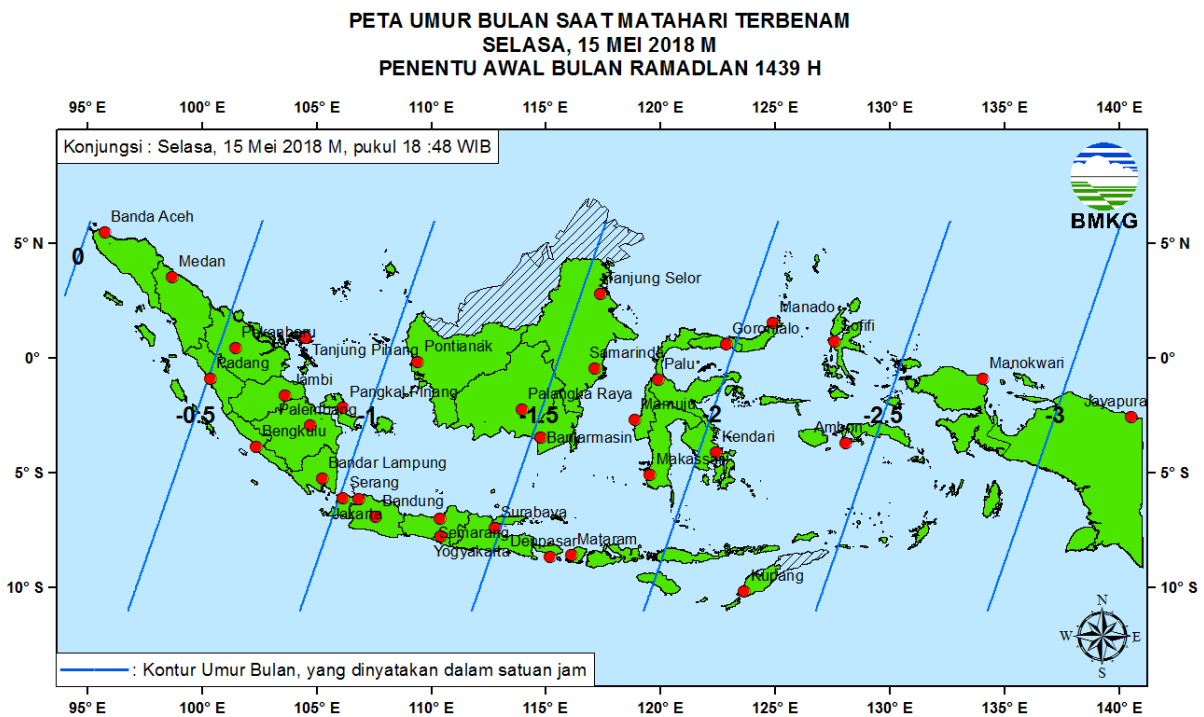 PETA UMUR BULAN SAAT MATAHARI TERBENAM
SELASA, 15 MEI 2018 M
PENENTU AWAL BULAN RAMADLAN 1439 H
95° E 100° E 105° E 110° E 115° E 120° E 125° E 130° E 135° E 140° E
Konjungsi : Selasa, 15 Mei 2018 M, pukul 18 :48 WIB
BMKG
Banda Aceh
5° N 5° N
0
Medan
Tanjung Selor
Manado
Sofifi
Pekanbaru
Gorontalo
Tanjung Pinang
Pontianak
Samarinda
0° 0°
Padang
Palu
Manokwari
Jambi
Pangkal Pinang
Palangka Raya
Mamuju
Jayapura
-0.5 -1 -1.5 -2 -2.5 -3
Palembang
Bengkulu
Banjarmasin
Kendari
Ambon
Bandar Lampung
Makassar
5° S 5° S
Serang
Bandung
Jakarta
Surabaya
Semarang
Denpasar
Mataram
Yogyakarta
Kupang
10° S 10° S
N
W E
S
: Kontur Umur Bulan, yang dinyatakan dalam satuan jam
95° E 100° E 105° E 110° E 115° E 120° E 125° E 130° E 135° E 140° E